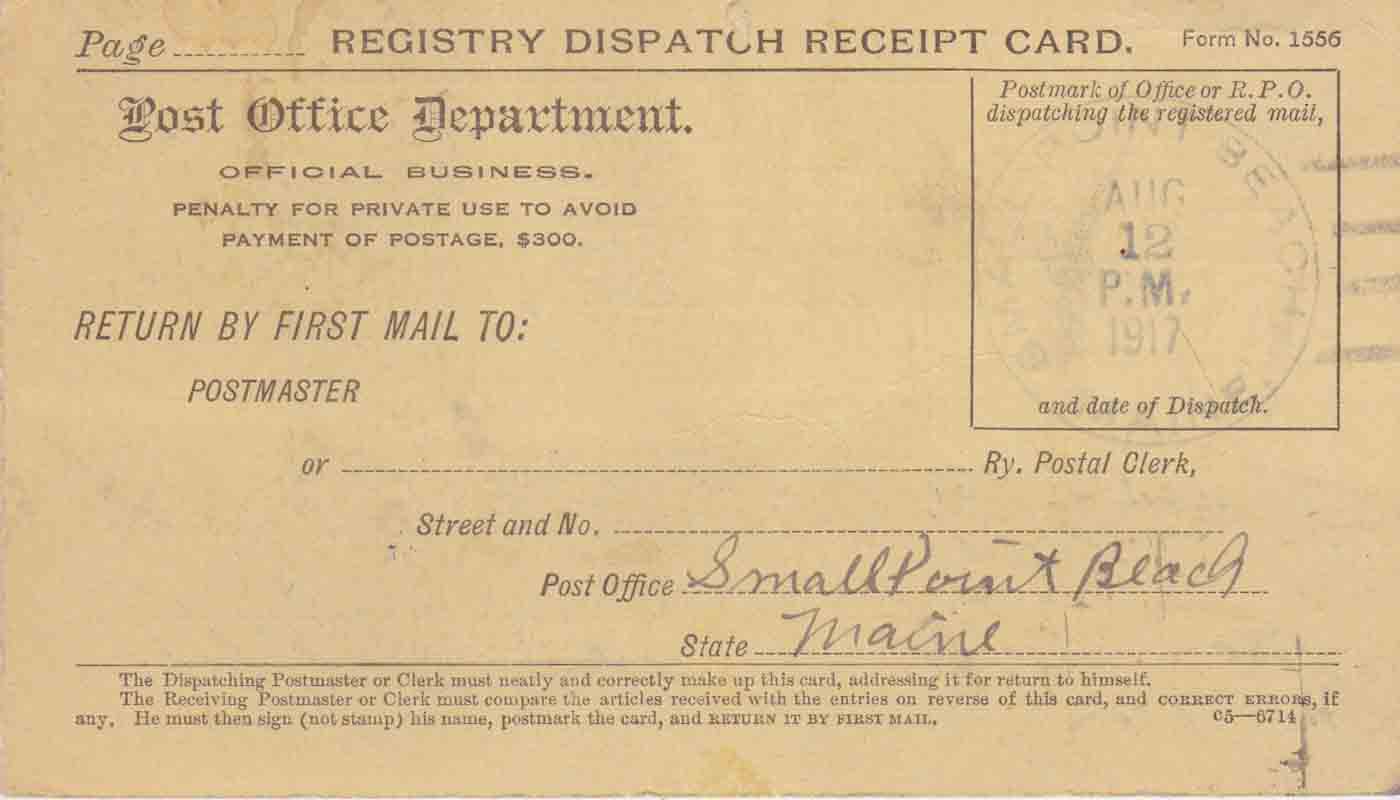 Page ............ REGISTRY DISPATCH RECEIPT CARD. Form No. 1556
Post Office Department.
OFFICIAL BUSINESS.
PENALTY FOR PRIVATE USE TO AVOID
PAYMENT OF POSTAGE, $300.
Postmark of Office or R.P.O.
dispatching the registered mail,
POINT BEACH
AUG
12
P.M.
1917
and date of Dispatch.
RETURN BY FIRST MAIL TO:
POSTMASTER
or ............ Ry. Postal Clerk,
Street and No. ............
Post Office Small Point Beach
State Maine
The Dispatching Postmaster or Clerk must neatly and correctly make up this card, addressing it for return to himself.
The Receiving Postmaster or Clerk must compare the articles received with the entries on reverse of this card, and CORRECT ERRORS, if
any. He must then sign (not stamp) his name, postmark the card, and RETURN IT BY FIRST MAIL. C5—6714